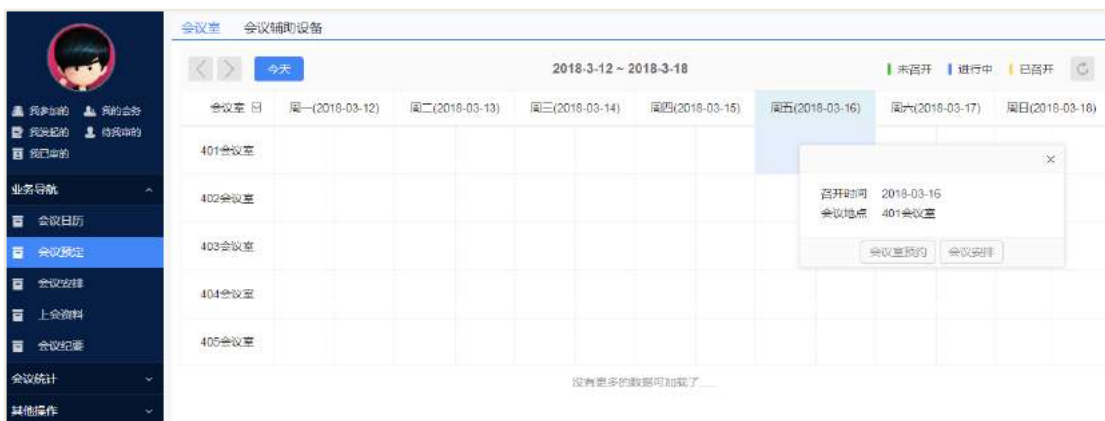 会议室 会议辅助设备
今天 2018-3-12 ~ 2018-3-18 未召开 进行中 已召开
会议室 周一(2018-03-12) 周二(2018-03-13) 周三(2018-03-14) 周四(2018-03-15) 周五(2018-03-16) 周六(2018-03-17) 周日(2018-03-18)
我参加的 我的会务
我发起的 待我审的
我已审的
业务导航
会议日历
会议预定
会议安排
上会资料
会议纪要
会议统计
其他操作
401会议室
402会议室
403会议室
404会议室
405会议室
召开时间 2018-03-16
会议地点 401会议室
会议室预约 会议安排
没有更多的数据可加载了......